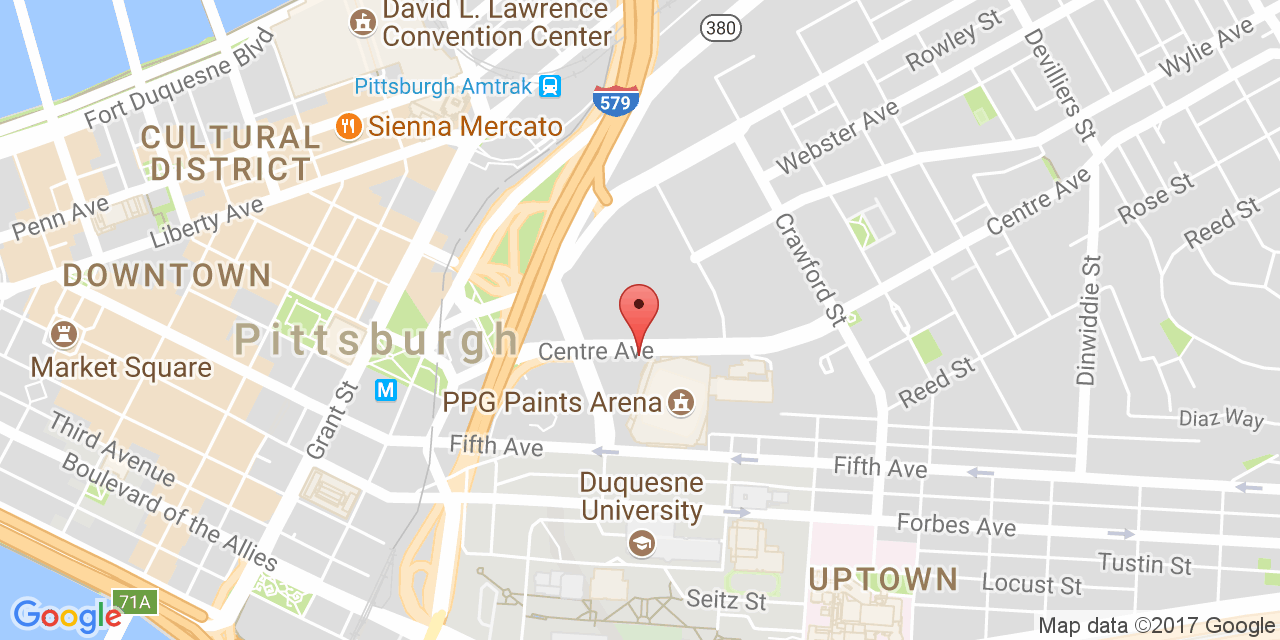 David L. Lawrence
Convention Center
380
Rowley St
Devilliers St
Wylie Ave
Fort Duquesne Blvd
Pittsburgh Amtrak
579
CULTURAL
DISTRICT
Sienna Mercato
Webster Ave
Penn Ave
Liberty Ave
Centre Ave
Rose St
Reed St
Crawford St
DOWNTOWN
Dinwiddie St
Pittsburgh
Centre Ave
Market Square
M
Grant St
PPG Paints Arena
Reed St
Diaz Way
Third Avenue
Fifth Ave
Fifth Ave
Boulevard of the Allies
Duquesne
University
Forbes Ave
Tustin St
UPTOWN
Locust St
Seitz St
71A
Google
Map data ©2017 Google